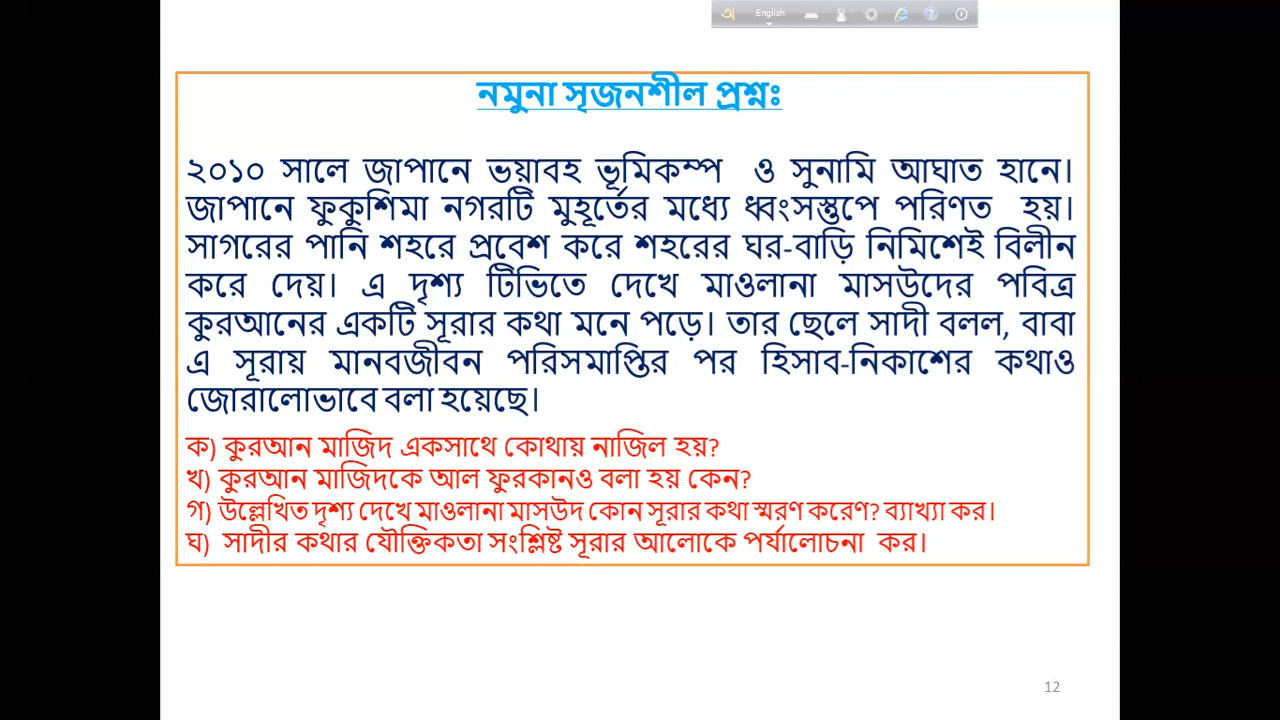 English
নমুনা সৃজনশীল প্রশ্নঃ
২০১০ সালে জাপানে ভয়াবহ ভূমিকম্প ও সুনামি আঘাত হানে।
জাপানে ফুকুশিমা নগরটি মুহূর্তের মধ্যে ধ্বংসস্তুপে পরিণত হয়।
সাগরের পানি শহরে প্রবেশ করে শহরের ঘর-বাড়ি নিমিশেই বিলীন
করে দেয়। এ দৃশ্য টিভিতে দেখে মাওলানা মাসউদের পবিত্র
কুরআনের একটি সূরার কথা মনে পড়ে। তার ছেলে সাদী বলল, বাবা
এ সূরায় মানবজীবন পরিসমাপ্তির পর হিসাব-নিকাশের কথাও
জোরালোভাবে বলা হয়েছে।
ক) কুরআন মাজিদ একসাথে কোথায় নাজিল হয়?
খ) কুরআন মাজিদকে আল ফুরকানও বলা হয় কেন?
গ) উল্লেখিত দৃশ্য দেখে মাওলানা মাসউদ কোন সূরার কথা স্মরণ করেণ? ব্যাখ্যা কর।
ঘ) সাদীর কথার যৌক্তিকতা সংশ্লিষ্ট সূরার আলোকে পর্যালোচনা কর।
12